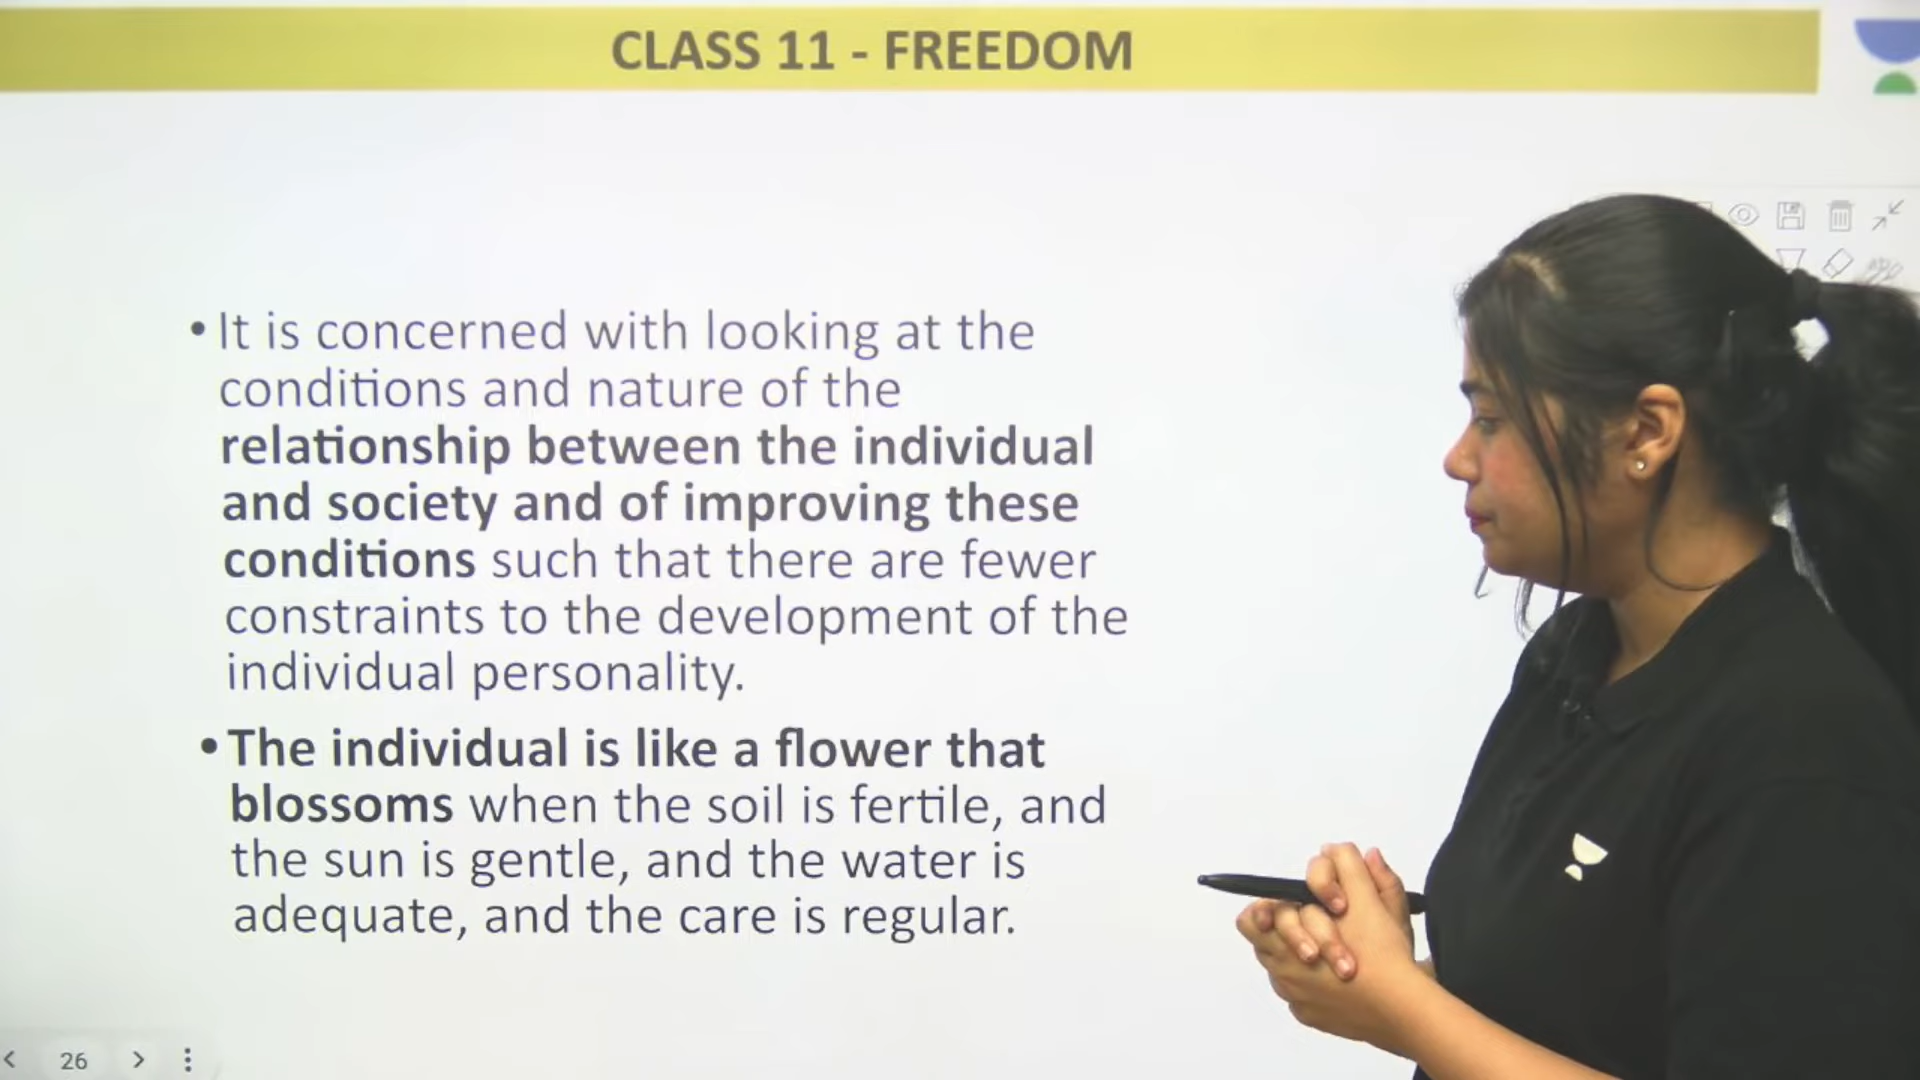 CLASS 11 - FREEDOM
• It is concerned with looking at the
conditions and nature of the
relationship between the individual
and society and of improving these
conditions such that there are fewer
constraints to the development of the
individual personality.
• The individual is like a flower that
blossoms when the soil is fertile, and
the sun is gentle, and the water is
adequate, and the care is regular.
26